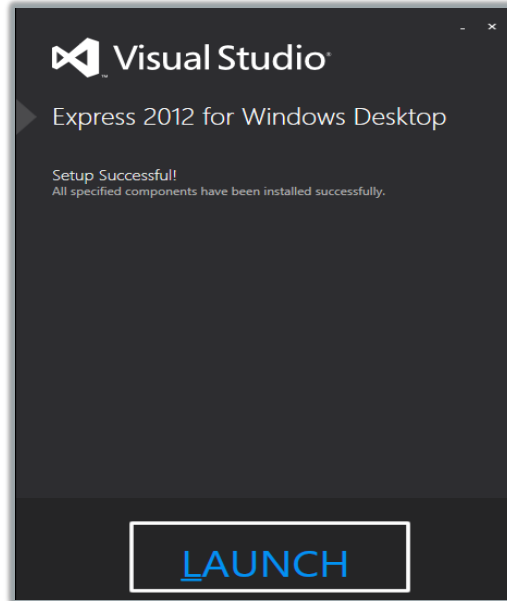 Visual Studio®
Express 2012 for Windows Desktop
Setup Successful!
All specified components have been installed successfully.
LAUNCH